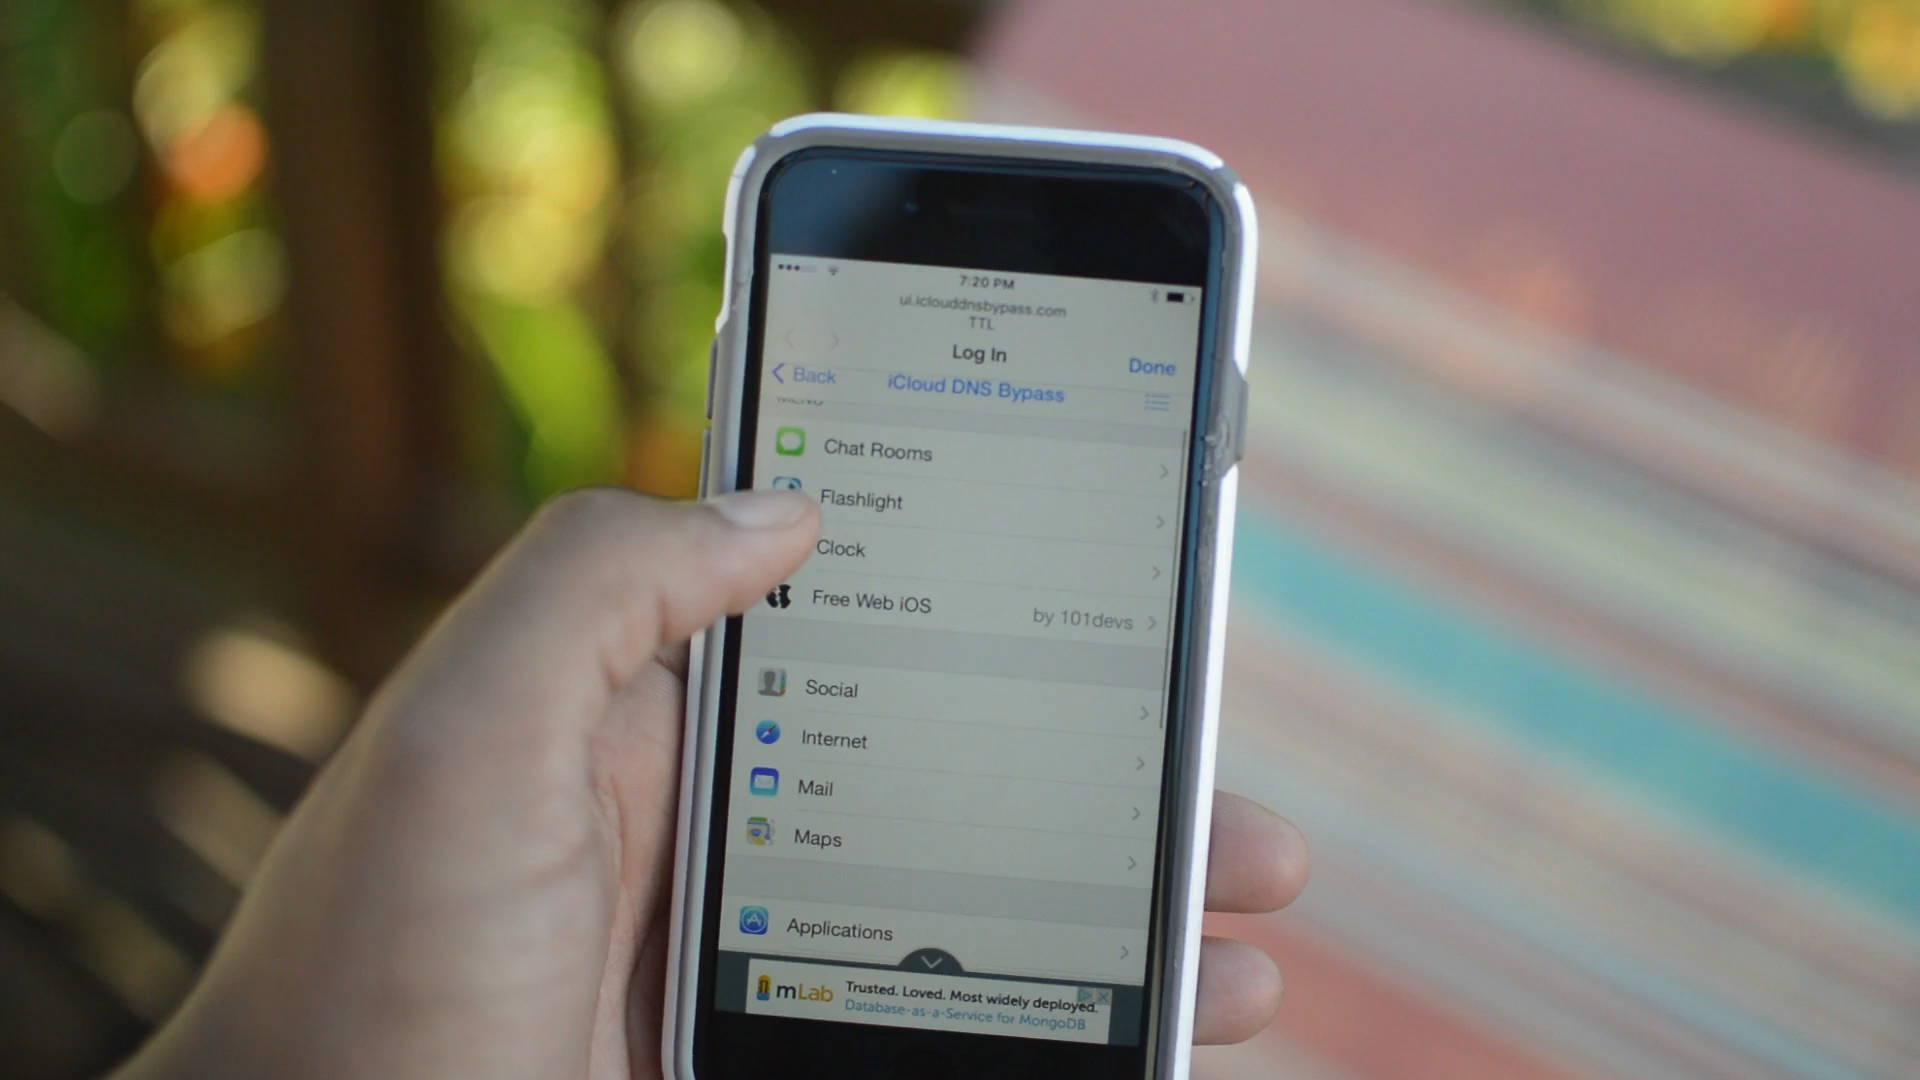 7:20 PM
ui.iclouddnsbypass.com
TTL
Log In
Done
Back
iCloud DNS Bypass
MENU
Chat Rooms
Flashlight
Clock
Free Web iOS
by 101devs
Social
Internet
Mail
Maps
Applications
mLab
Trusted. Loved. Most widely deployed.
Database-as-a-Service for MongoDB